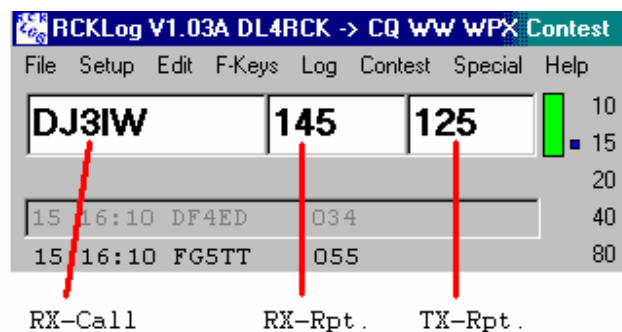 RCK LOG RCKLog V1.03A DL4RCK -> CQ WW WPX Contest
File Setup Edit F-Keys Log Contest Special Help
DJ3IW 145 125 10
15
20
15 16:10 DF4ED 034 40
15 16:10 FG5TT 055 80
RX-Call RX-Rpt. TX-Rpt.